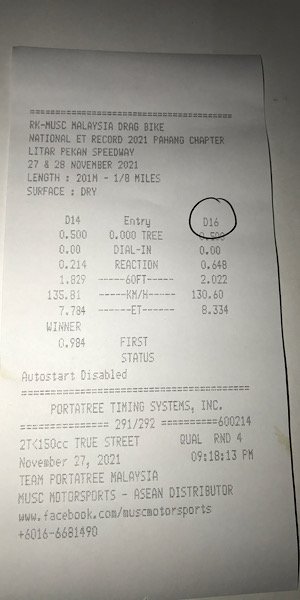 ==================================
RK-MUSC MALAYSIA DRAG BIKE
NATIONAL ET RECORD 2021 PAHANG CHAPTER
LITAR PEKAN SPEEDWAY
27 & 28 NOVEMBER 2021
LENGTH : 201M - 1/8 MILES
SURFACE : DRY
D14 Entry D16
0.500 0.000 TREE 0.500
0.00 DIAL-IN 0.00
0.214 REACTION 0.648
1.829 -----60FT----- 2.022
135.81 -----KM/H----- 130.60
7.784 ------ET------ 8.334
WINNER
0.984 FIRST
STATUS
Autostart Disabled
==================================
PORTATREE TIMING SYSTEMS, INC.
============== 291/292 ==========600214
2T<150cc TRUE STREET QUAL RND 4
November 27, 2021 09:18:13 PM
TEAM PORTATREE MALAYSIA
MUSC MOTORSPORTS - ASEAN DISTRIBUTOR
www.facebook.com/muscmotorsports
+6016-6681490